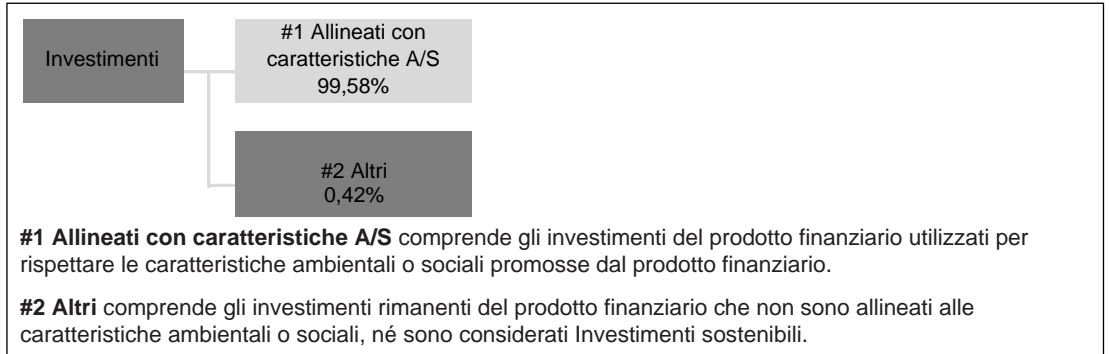 Investimenti
#1 Allineati con
caratteristiche A/S
99,58%
#2 Altri
0,42%
#1 Allineati con caratteristiche A/S comprende gli investimenti del prodotto finanziario utilizzati per
rispettare le caratteristiche ambientali o sociali promosse dal prodotto finanziario.
#2 Altri comprende gli investimenti rimanenti del prodotto finanziario che non sono allineati alle
caratteristiche ambientali o sociali, né sono considerati Investimenti sostenibili.